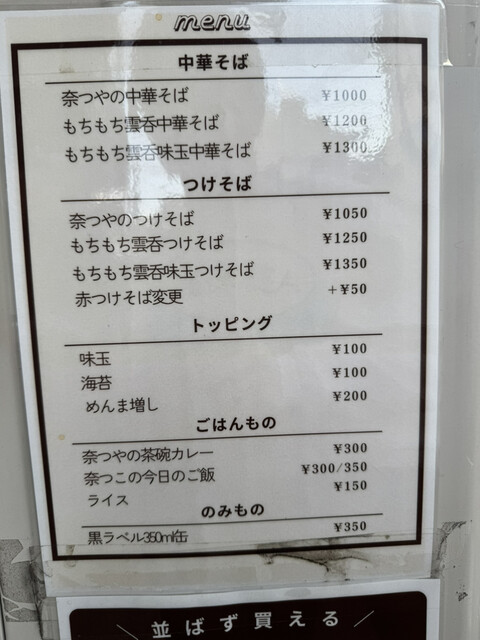 menu
中華そば
奈つやの中華そば ¥1000
もちもち雲呑中華そば ¥1200
もちもち雲呑味玉中華そば ¥1300
つけそば
奈つやのつけそば ¥1050
もちもち雲呑つけそば ¥1250
もちもち雲呑味玉つけそば ¥1350
赤つけそば変更 +¥50
トッピング
味玉 ¥100
海苔 ¥100
めんま増し ¥200
ごはんもの
奈つやの茶碗カレー ¥300
奈つこの今日のご飯 ¥300/350
ライス ¥150
のみもの
黒ラベル350ml缶 ¥350
\ 並ばず買える /